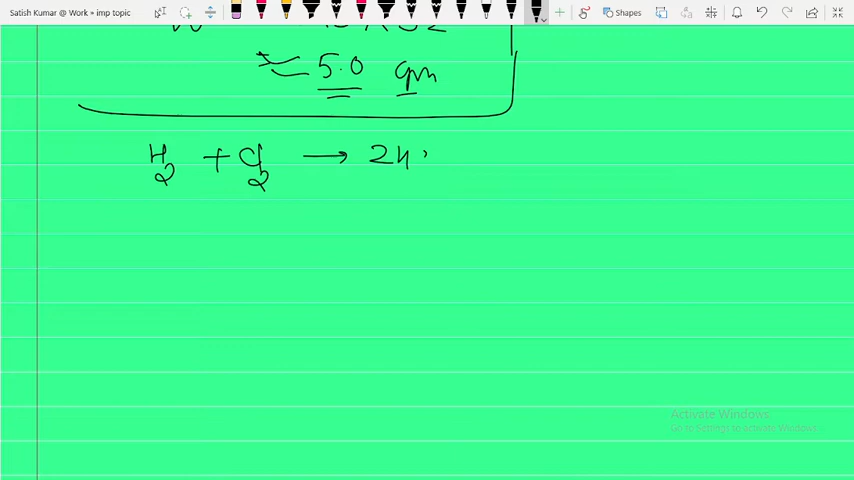 Satish Kumar @ Work + imp topic
Shapes
≈ 5.0 gm
H2 + Cl2 → 2H
Activate Windows
Go to Settings to activate Windows.